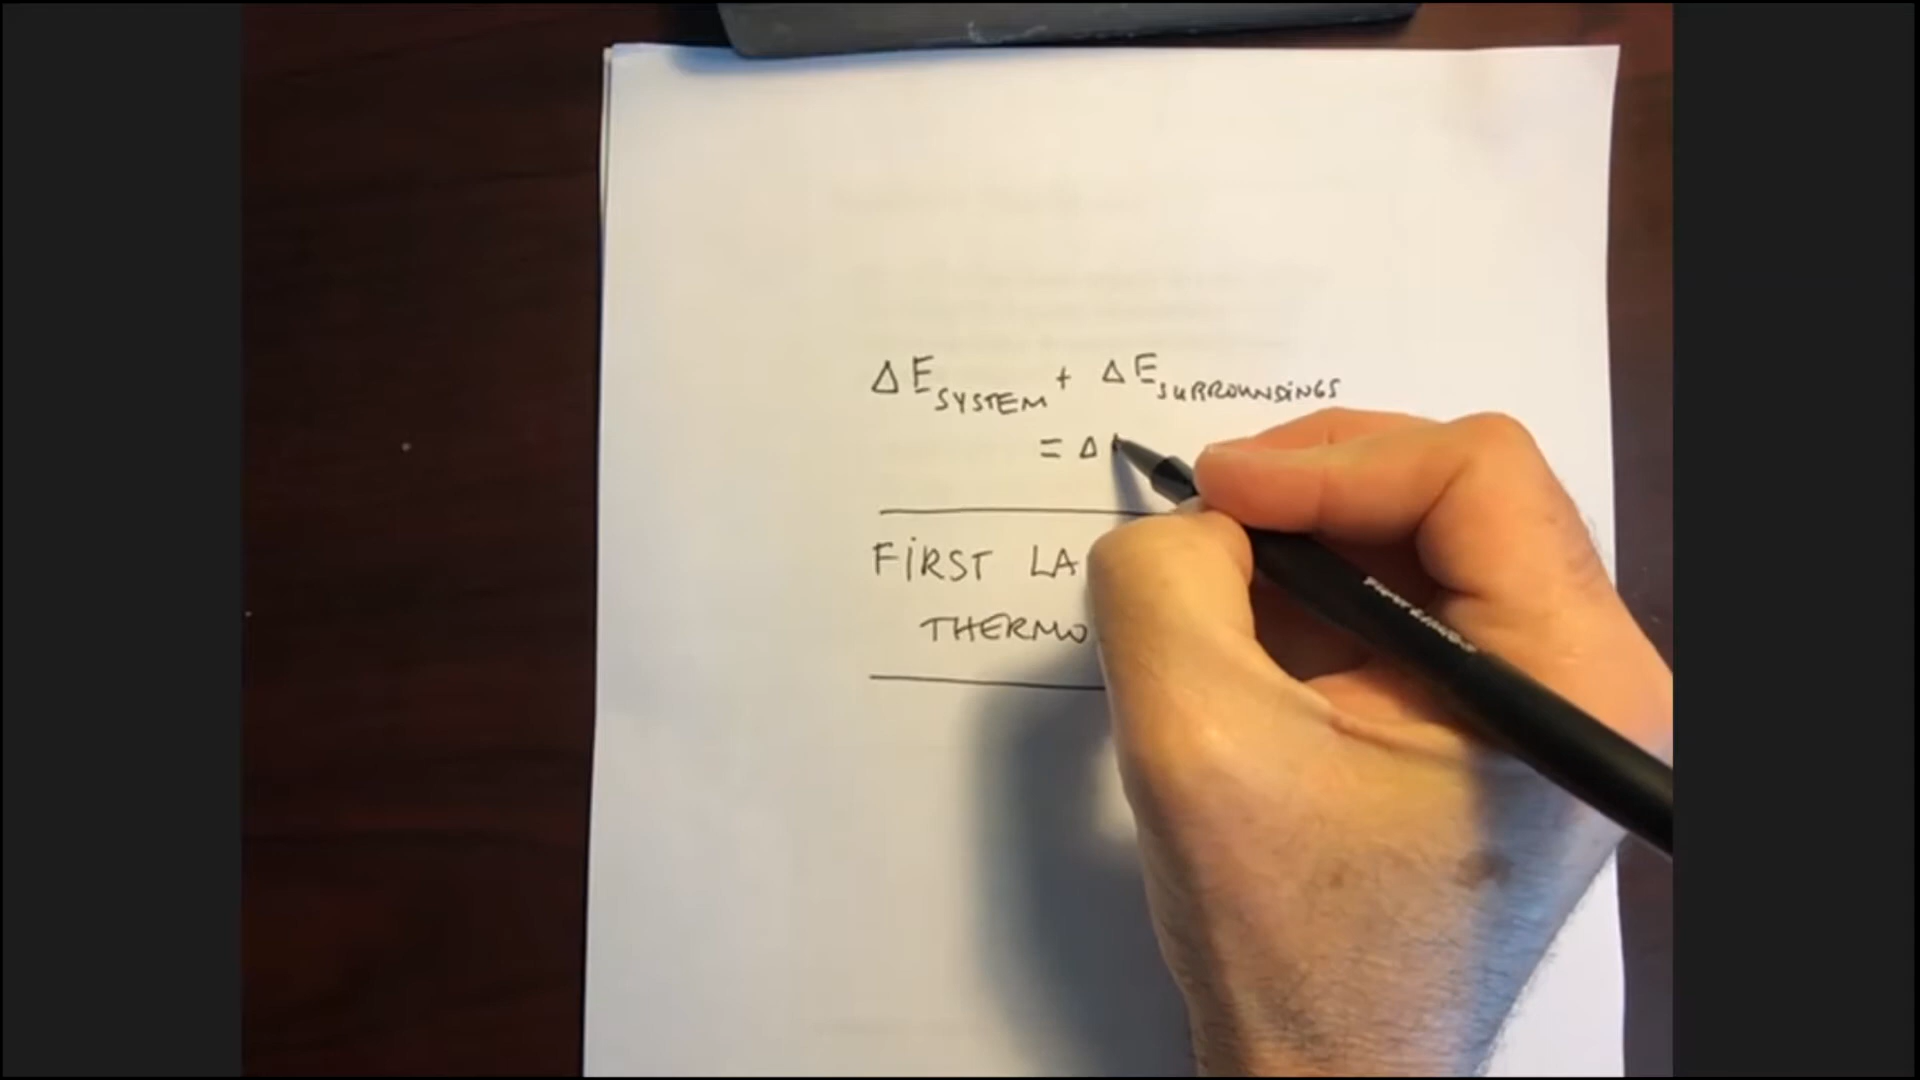 ΔE SYSTEM + ΔE SURROUNDINGS
= Δ
FiRST LA
THERMO